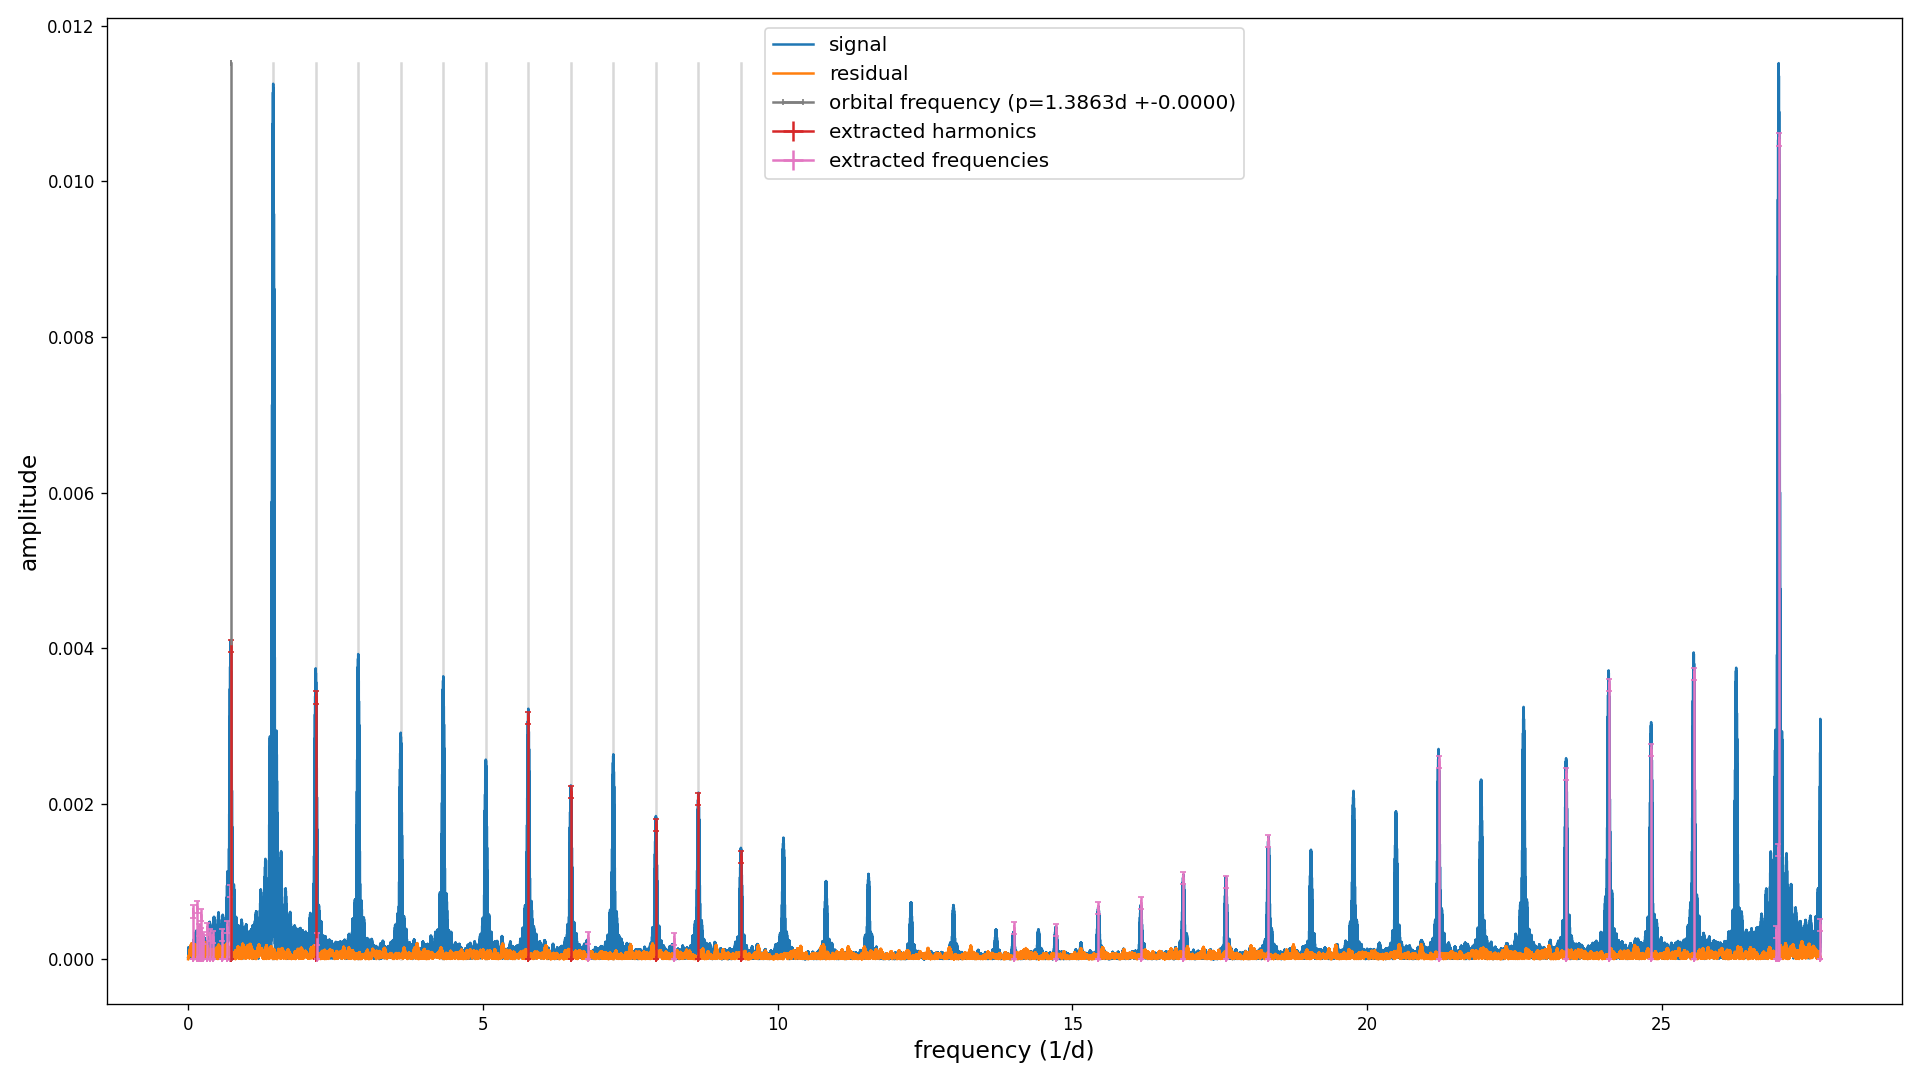 0.012
0.010
0.008
0.006
0.004
0.002
0.000
amplitude
signal
residual
orbital frequency (p=1.3863d +-0.0000)
extracted harmonics
extracted frequencies
0 5 10 15 20 25
frequency (1/d)